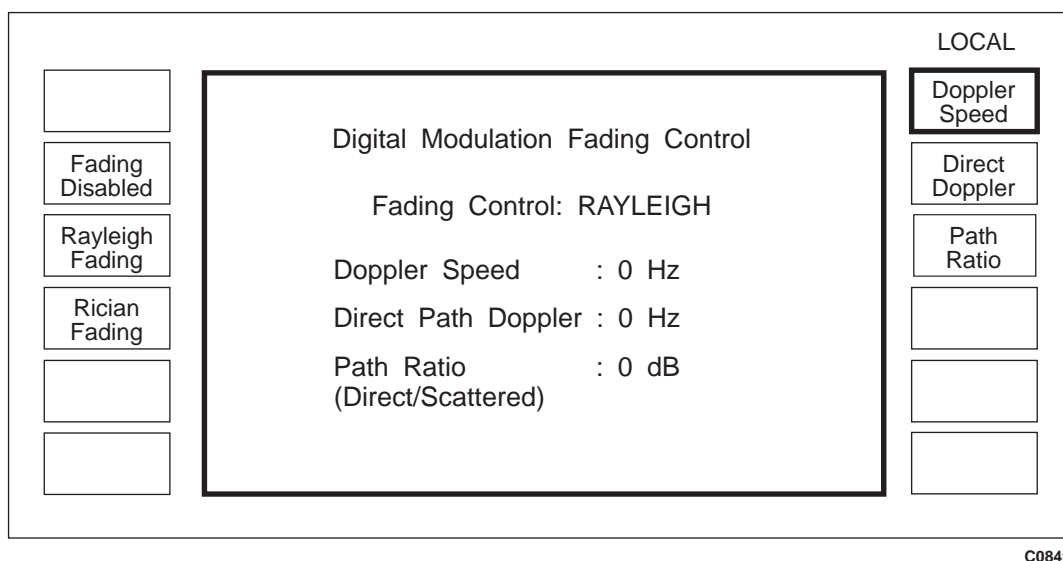 LOCAL
Doppler
Speed
Digital Modulation Fading Control
Fading
Disabled
Direct
Doppler
Fading Control: RAYLEIGH
Rayleigh
Fading
Path
Ratio
Doppler Speed : 0 Hz
Rician
Fading
Direct Path Doppler : 0 Hz
Path Ratio : 0 dB
(Direct/Scattered)